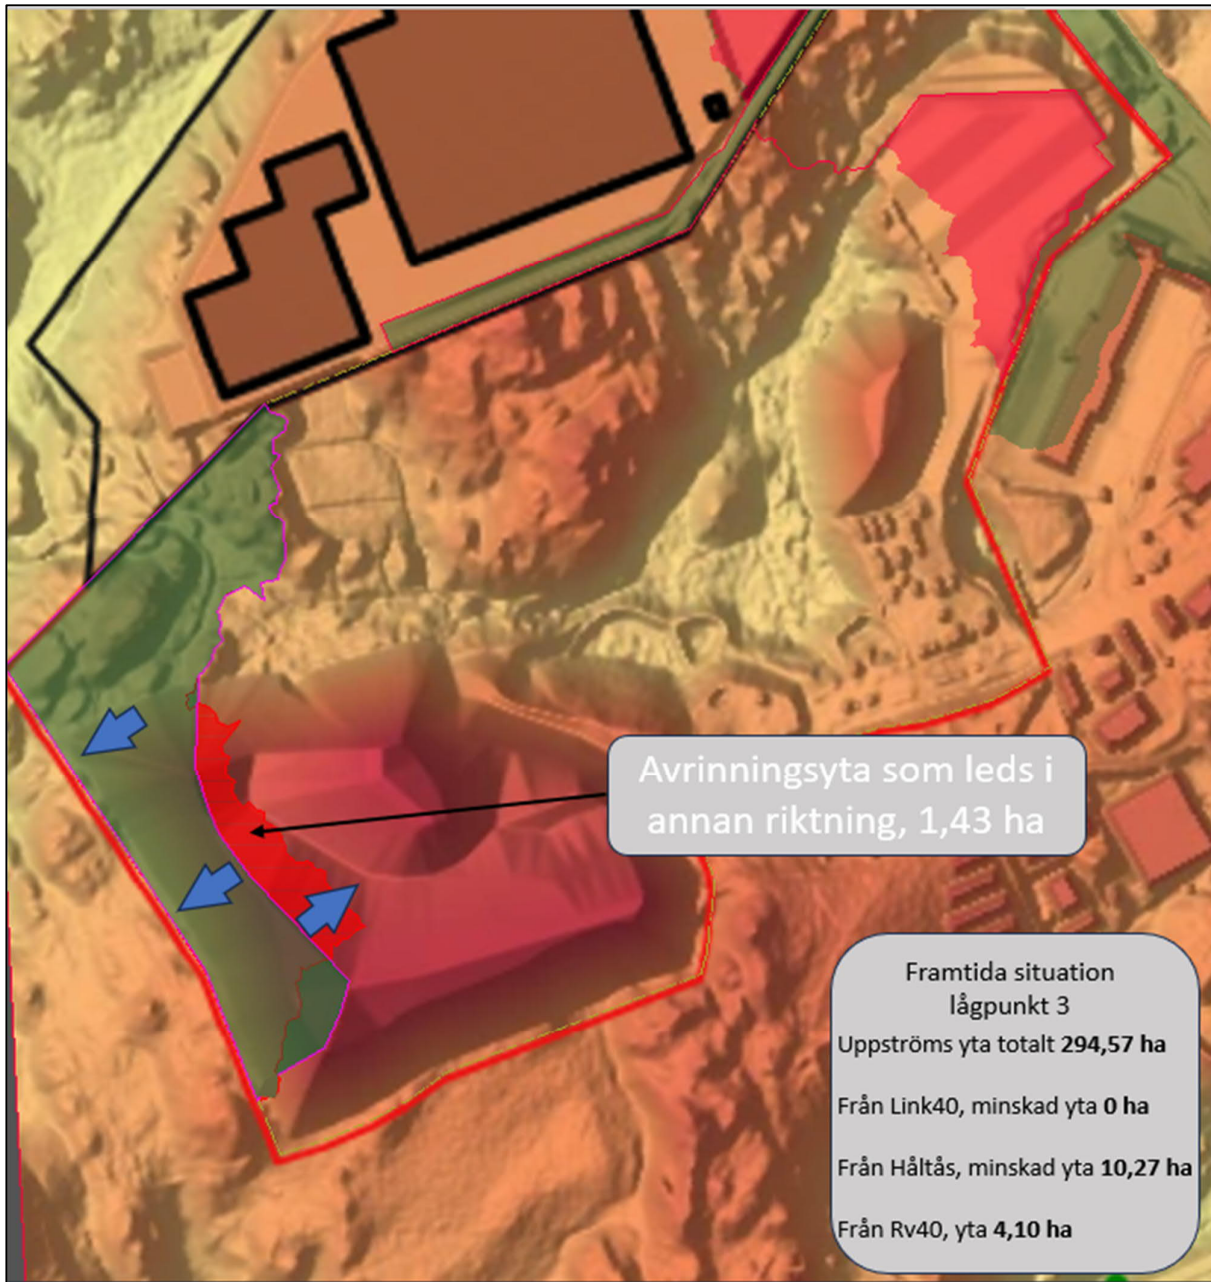 Avrinningsyta som leds i
annan riktning, 1,43 ha
Framtida situation
lågpunkt 3
Uppströms yta totalt 294,57 ha
Från Link40, minskad yta 0 ha
Från Håltås, minskad yta 10,27 ha
Från Rv40, yta 4,10 ha